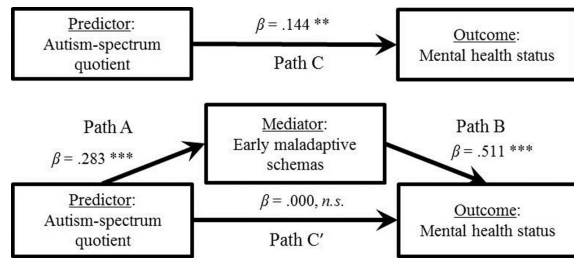 Predictor:
Autism-spectrum
quotient
β = .144 **
Path C
Outcome:
Mental health status
Path A
β = .283 ***
Mediator:
Early maladaptive
schemas
Path B
β = .511 ***
Predictor:
Autism-spectrum
quotient
β = .000, n.s.
Path C′
Outcome:
Mental health status